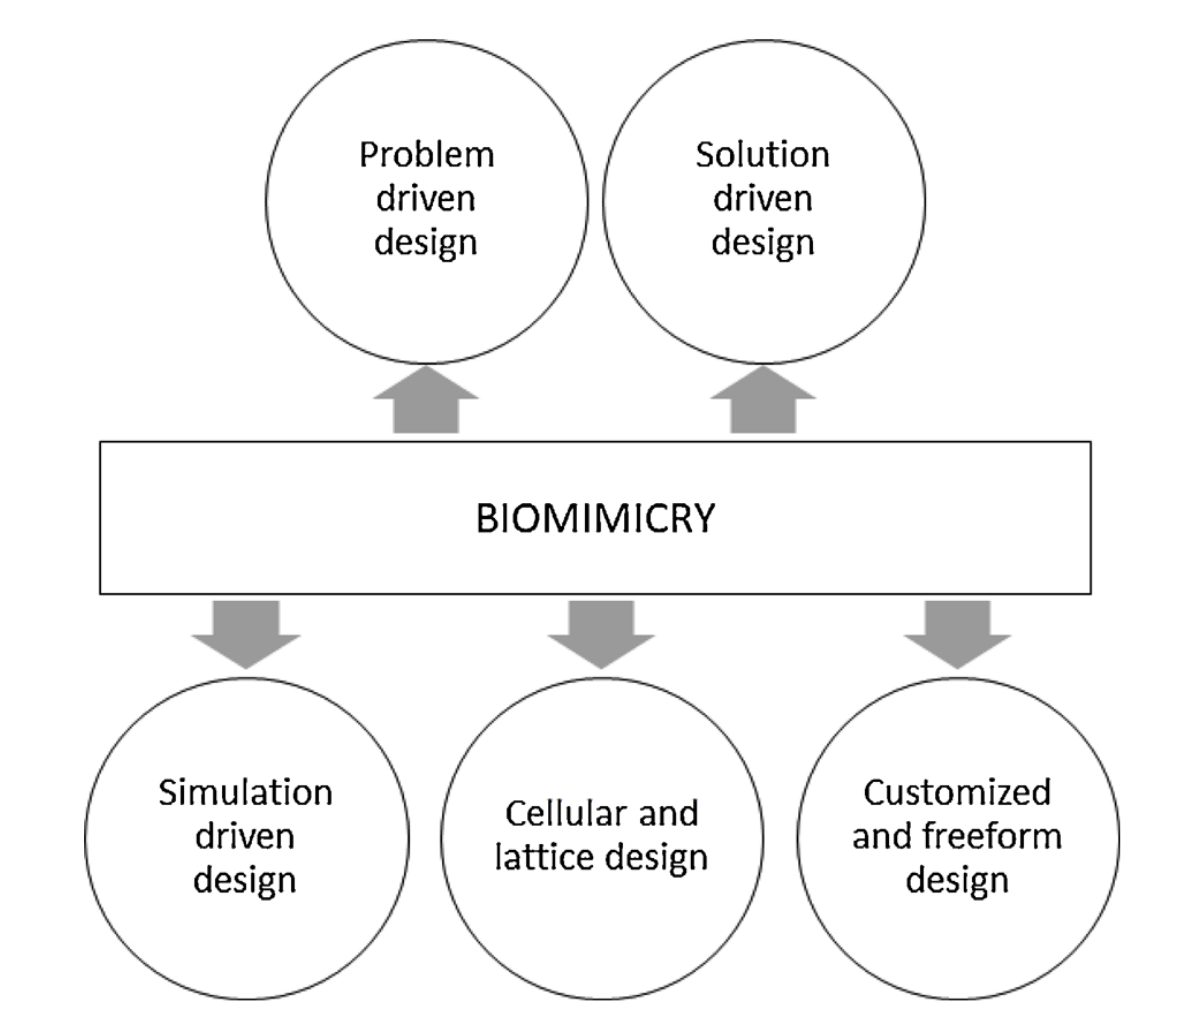 Problem
driven
design
Solution
driven
design
BIOMIMICRY
Simulation
driven
design
Cellular and
lattice design
Customized
and freeform
design